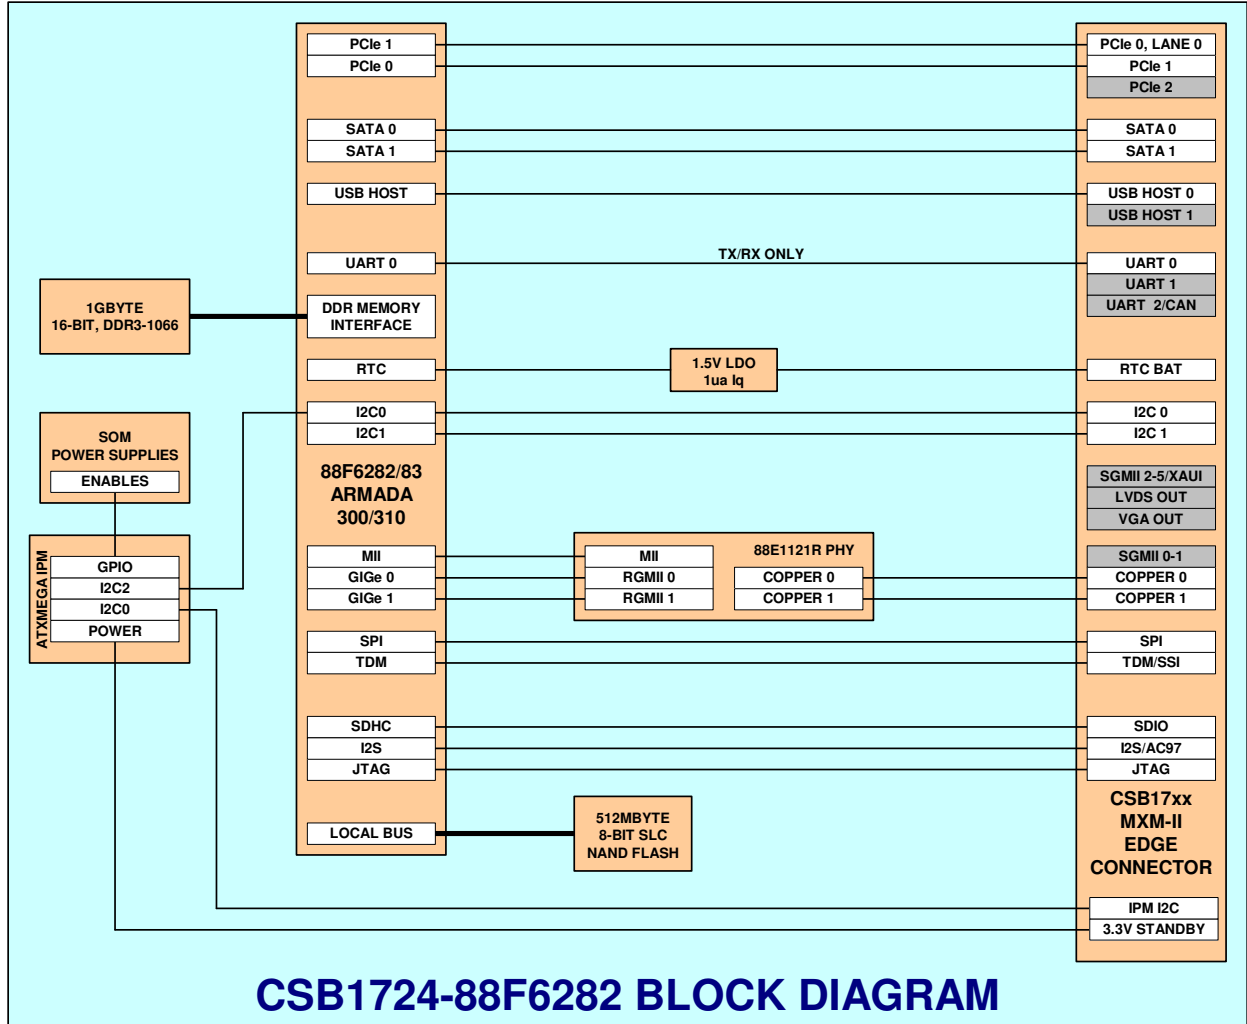 PCIe 1
PCIe 0
SATA 0
SATA 1
USB HOST
UART 0
DDR MEMORY
INTERFACE
RTC
I2C0
I2C1
88F6282/83
ARMADA
300/310
MII
GIGe 0
GIGe 1
SPI
TDM
SDHC
I2S
JTAG
LOCAL BUS
1GBYTE
16-BIT, DDR3-1066
SOM
POWER SUPPLIES
ENABLES
ATXMEGA IPM
GPIO
I2C2
I2C0
POWER
TX/RX ONLY
1.5V LDO
1ua Iq
88E1121R PHY
MII
RGMII 0
RGMII 1
COPPER 0
COPPER 1
512MBYTE
8-BIT SLC
NAND FLASH
PCIe 0, LANE 0
PCIe 1
PCIe 2
SATA 0
SATA 1
USB HOST 0
USB HOST 1
UART 0
UART 1
UART 2/CAN
RTC BAT
I2C 0
I2C 1
SGMII 2-5/XAUI
LVDS OUT
VGA OUT
SGMII 0-1
COPPER 0
COPPER 1
SPI
TDM/SSI
SDIO
I2S/AC97
JTAG
CSB17xx
MXM-II
EDGE
CONNECTOR
IPM I2C
3.3V STANDBY
CSB1724-88F6282 BLOCK DIAGRAM